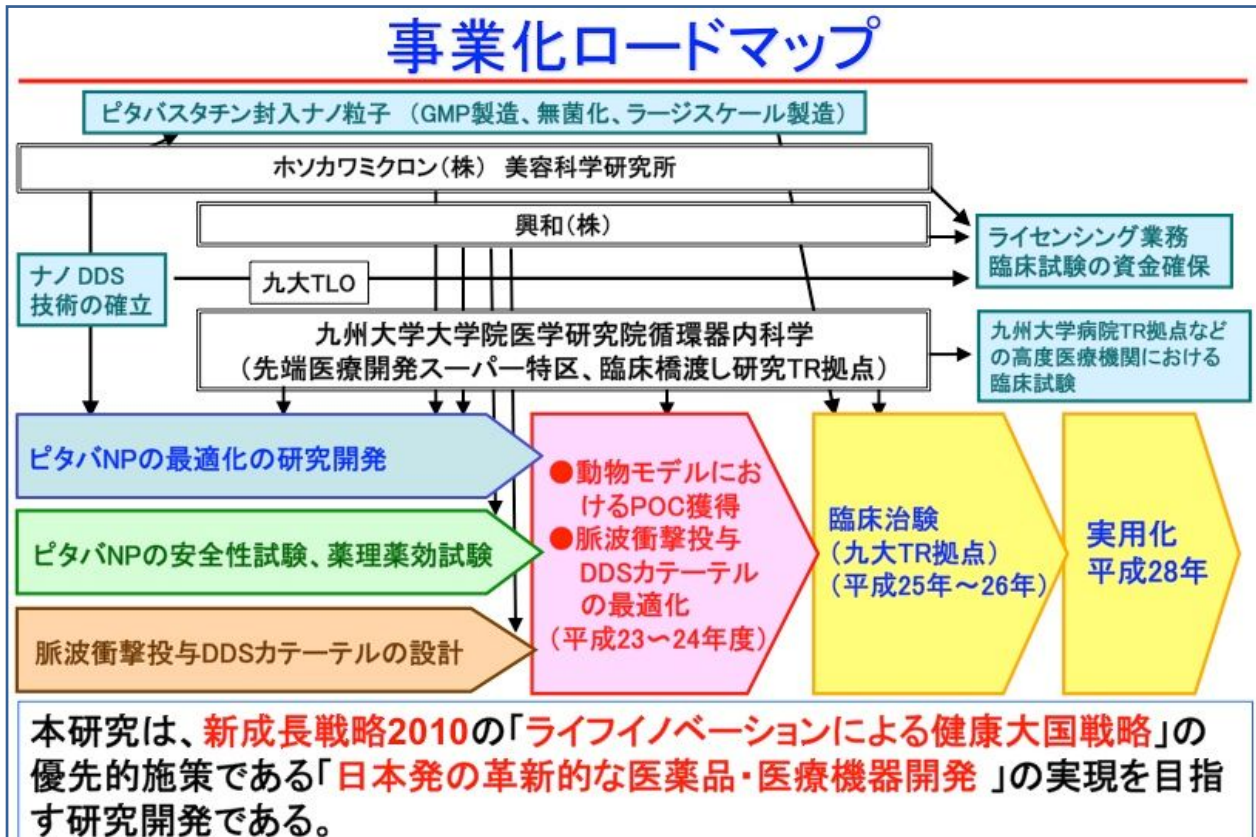 事業化ロードマップ
ピタバスタチン封入ナノ粒子 (GMP製造、無菌化、ラージスケール製造)
ホソカワミクロン(株) 美容科学研究所
興和(株)
ナノ DDS
技術の確立
九大TLO
ライセンシング業務
臨床試験の資金確保
九州大学大学院医学研究院循環器内科学
(先端医療開発スーパー特区、臨床橋渡し研究TR拠点)
九州大学病院TR拠点など
の高度医療機関における
臨床試験
ピタバNPの最適化の研究開発
ピタバNPの安全性試験、薬理薬効試験
脈波衝撃投与DDSカテーテルの設計
●動物モデルにお
けるPOC獲得
●脈波衝撃投与
DDSカテーテル
の最適化
(平成23~24年度)
臨床治験
(九大TR拠点)
(平成25年~26年)
実用化
平成28年
本研究は、新成長戦略2010の「ライフイノベーションによる健康大国戦略」の
優先的施策である「日本発の革新的な医薬品・医療機器開発 」の実現を目指
す研究開発である。